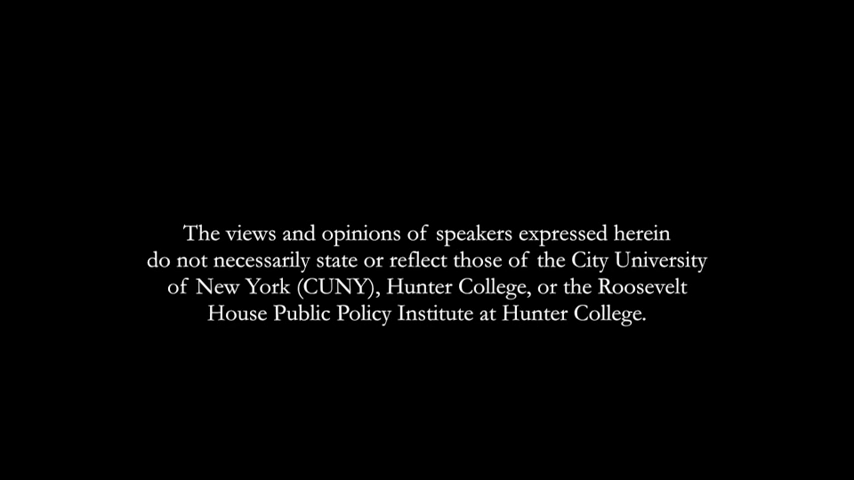 The views and opinions of speakers expressed herein
do not necessarily state or reflect those of the City University
of New York (CUNY), Hunter College, or the Roosevelt
House Public Policy Institute at Hunter College.